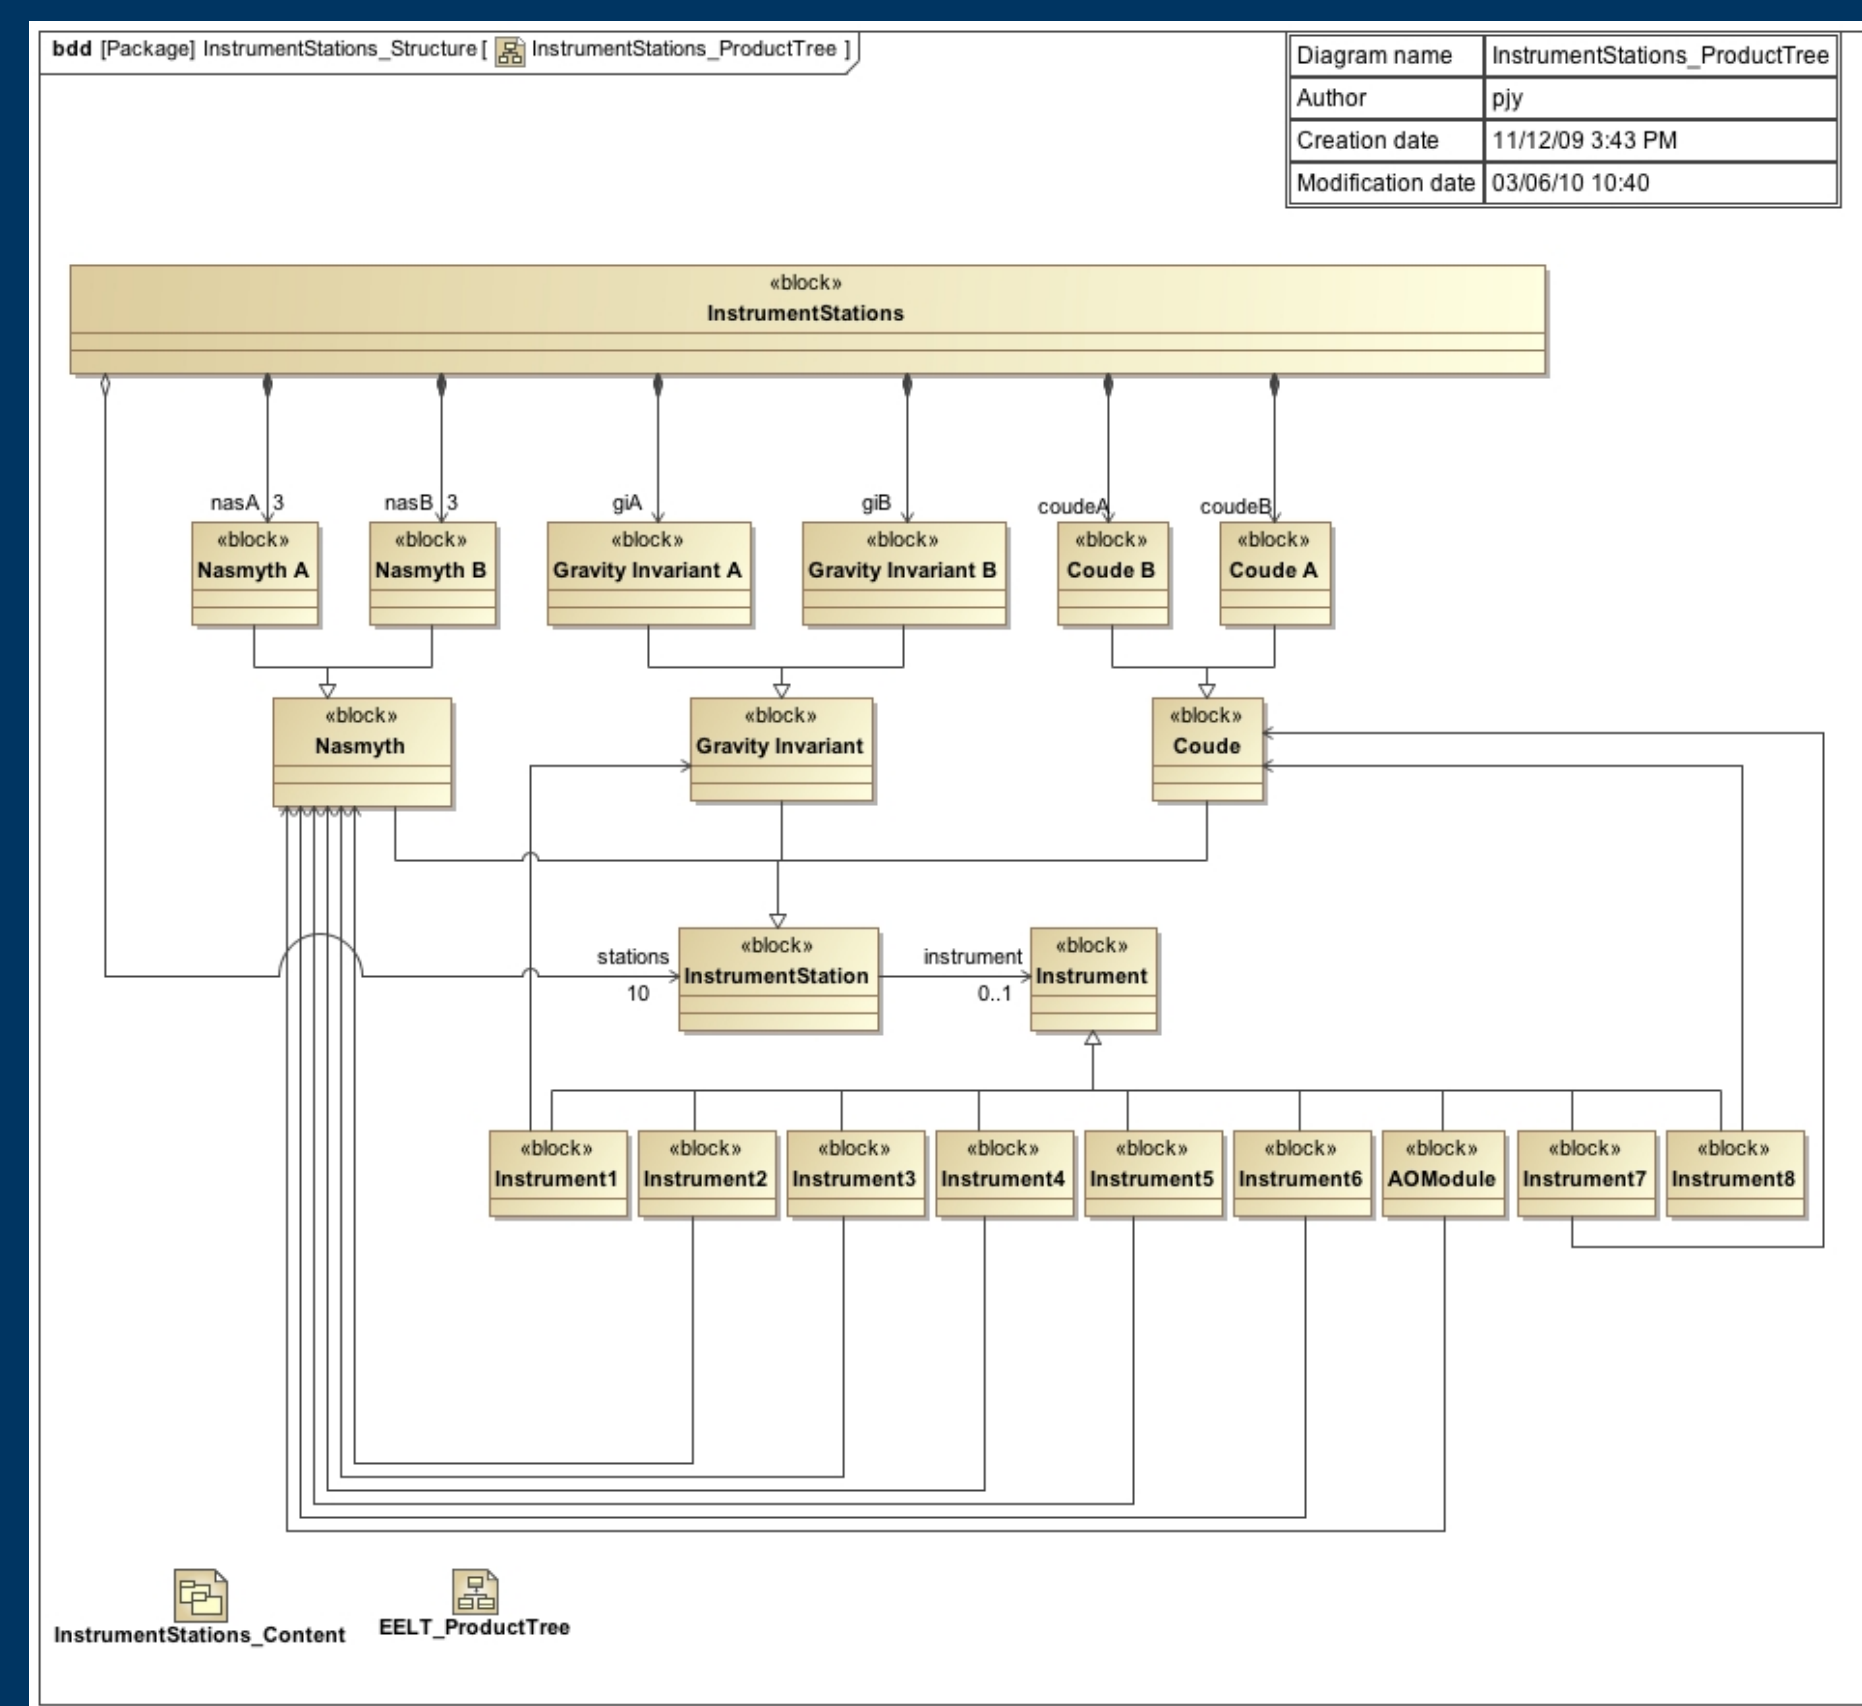 bdd [Package] InstrumentStations_Structure [ InstrumentStations_ProductTree ]
Diagram name InstrumentStations_ProductTree
Author pjy
Creation date 11/12/09 3:43 PM
Modification date 03/06/10 10:40
«block»
InstrumentStations
nasA 3 nasB 3 giA giB coudeA coudeB
«block» «block» «block» «block» «block» «block»
Nasmyth A Nasmyth B Gravity Invariant A Gravity Invariant B Coude B Coude A
«block» «block» «block»
Nasmyth Gravity Invariant Coude
«block» «block»
stations instrument
InstrumentStation Instrument
10 0..1
«block» «block» «block» «block» «block» «block» «block» «block» «block»
Instrument1 Instrument2 Instrument3 Instrument4 Instrument5 Instrument6 AOModule Instrument7 Instrument8
InstrumentStations_Content EELT_ProductTree